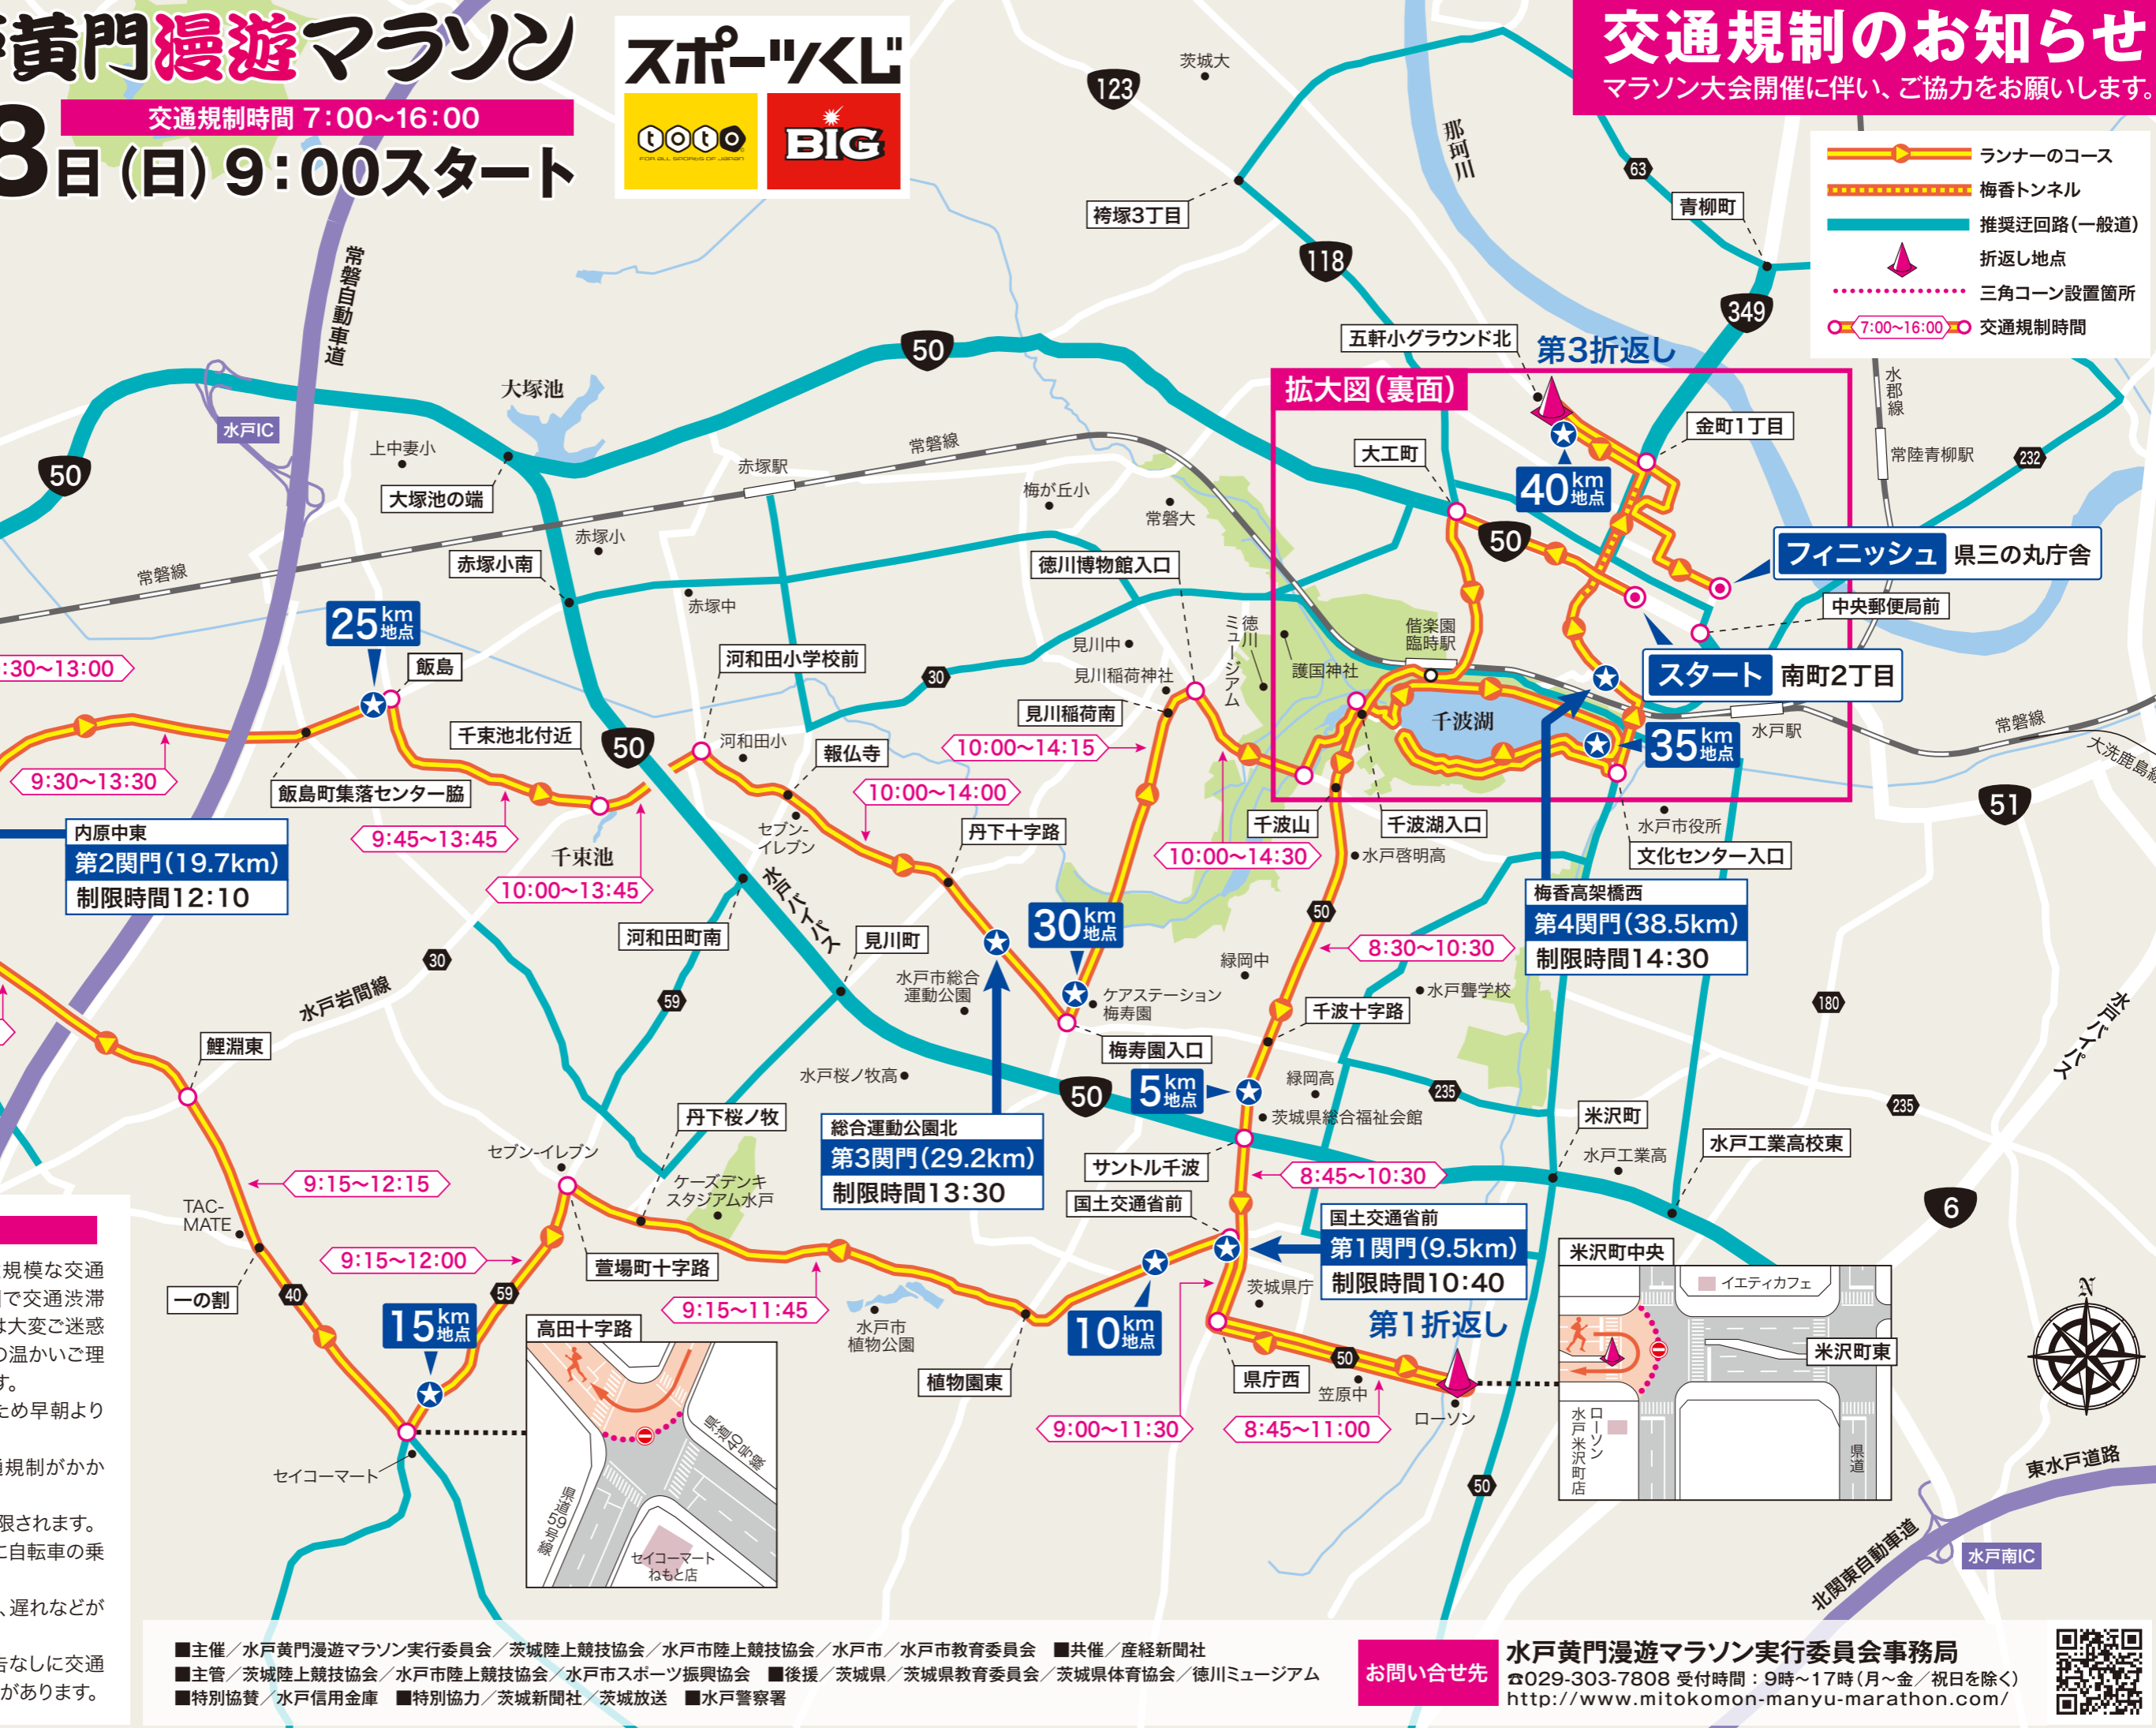 黄門漫遊マラソン
交通規制時間 7:00〜16:00
8日(日)9:00スタート
スポーツくじ
toto
FOR ALL SPORTS OF JAPAN
BIG
交通規制のお知らせ
マラソン大会開催に伴い、ご協力をお願いします。
ランナーのコース
梅香トンネル
推奨迂回路(一般道)
折返し地点
三角コーン設置箇所
7:00〜16:00 交通規制時間
茨城大
123
那珂川
63
青柳町
袴塚3丁目
118
349
常磐自動車道
50
五軒小グラウンド北
第3折返し
拡大図(裏面)
水郡線
大塚池
水戸IC
上中妻小
常磐線
金町1丁目
大工町
常陸青柳駅
232
50
赤塚駅
40km地点
大塚池の端
梅が丘小
常磐大
50
赤塚小
フィニッシュ 県三の丸庁舎
赤塚小南
徳川博物館入口
常磐線
赤塚中
中央郵便局前
25km地点
徳川ミュージアム
偕楽園臨時駅
見川中
護国神社
:30〜13:00
飯島
河和田小学校前
30
見川稲荷神社
スタート 南町2丁目
見川稲荷南
千波湖
千束池北付近
50
河和田小
報仏寺
10:00〜14:15
35km地点
水戸駅
常磐線
大洗鹿島線
9:30〜13:30
飯島町集落センター脇
10:00〜14:00
51
内原中東
第2関門(19.7km)
制限時間12:10
9:45〜13:45
セブン-イレブン
丹下十字路
千波山
千波湖入口
水戸市役所
千束池
10:00〜14:30
水戸啓明高
文化センター入口
10:00〜13:45
水戸バイパス
梅香高架橋西
第4関門(38.5km)
制限時間14:30
30km地点
50
河和田町南
見川町
8:30〜10:30
30
水戸岩間線
水戸市総合運動公園
緑岡中
59
ケアステーション梅寿園
水戸聾学校
180
千波十字路
水戸バイパス
鯉淵東
梅寿園入口
水戸桜ノ牧高
50
5km地点
緑岡高
235
235
丹下桜ノ牧
茨城県総合福祉会館
米沢町
総合運動公園北
第3関門(29.2km)
制限時間13:30
セブン-イレブン
水戸工業高校東
サントル千波
水戸工業高
9:15〜12:15
ケーズデンキスタジアム水戸
8:45〜10:30
TAC-MATE
国土交通省前
国土交通省前
第1関門(9.5km)
制限時間10:40
6
9:15〜12:00
萱場町十字路
米沢町中央
イエティカフェ
米沢町東
ローソン水戸米沢町店
県道
N
一の割
40
59
9:15〜11:45
茨城県庁
15km地点
水戸市植物公園
10km地点
第1折返し
高田十字路
県道40号線
県道59号線
セイコーマートねもと店
植物園東
県庁西
50
笠原中
9:00〜11:30
8:45〜11:00
ローソン
セイコーマート
50
東水戸道路
北関東自動車道
水戸南IC
規模な交通
で交通渋滞
は大変ご迷惑
の温かいご理
す。
ため早朝より
通規制がかか
限されます。
に自転車の乗
、遅れなどが
告なしに交通
があります。
■主催/水戸黄門漫遊マラソン実行委員会/茨城陸上競技協会/水戸市陸上競技協会/水戸市/水戸市教育委員会 ■共催/産経新聞社
■主管/茨城陸上競技協会/水戸市陸上競技協会/水戸市スポーツ振興協会 ■後援/茨城県/茨城県教育委員会/茨城県体育協会/徳川ミュージアム
■特別協賛/水戸信用金庫 ■特別協力/茨城新聞社/茨城放送 ■水戸警察署
お問い合せ先
水戸黄門漫遊マラソン実行委員会事務局
☎029-303-7808 受付時間:9時〜17時(月〜金/祝日を除く)
http://www.mitokomon-manyu-marathon.com/